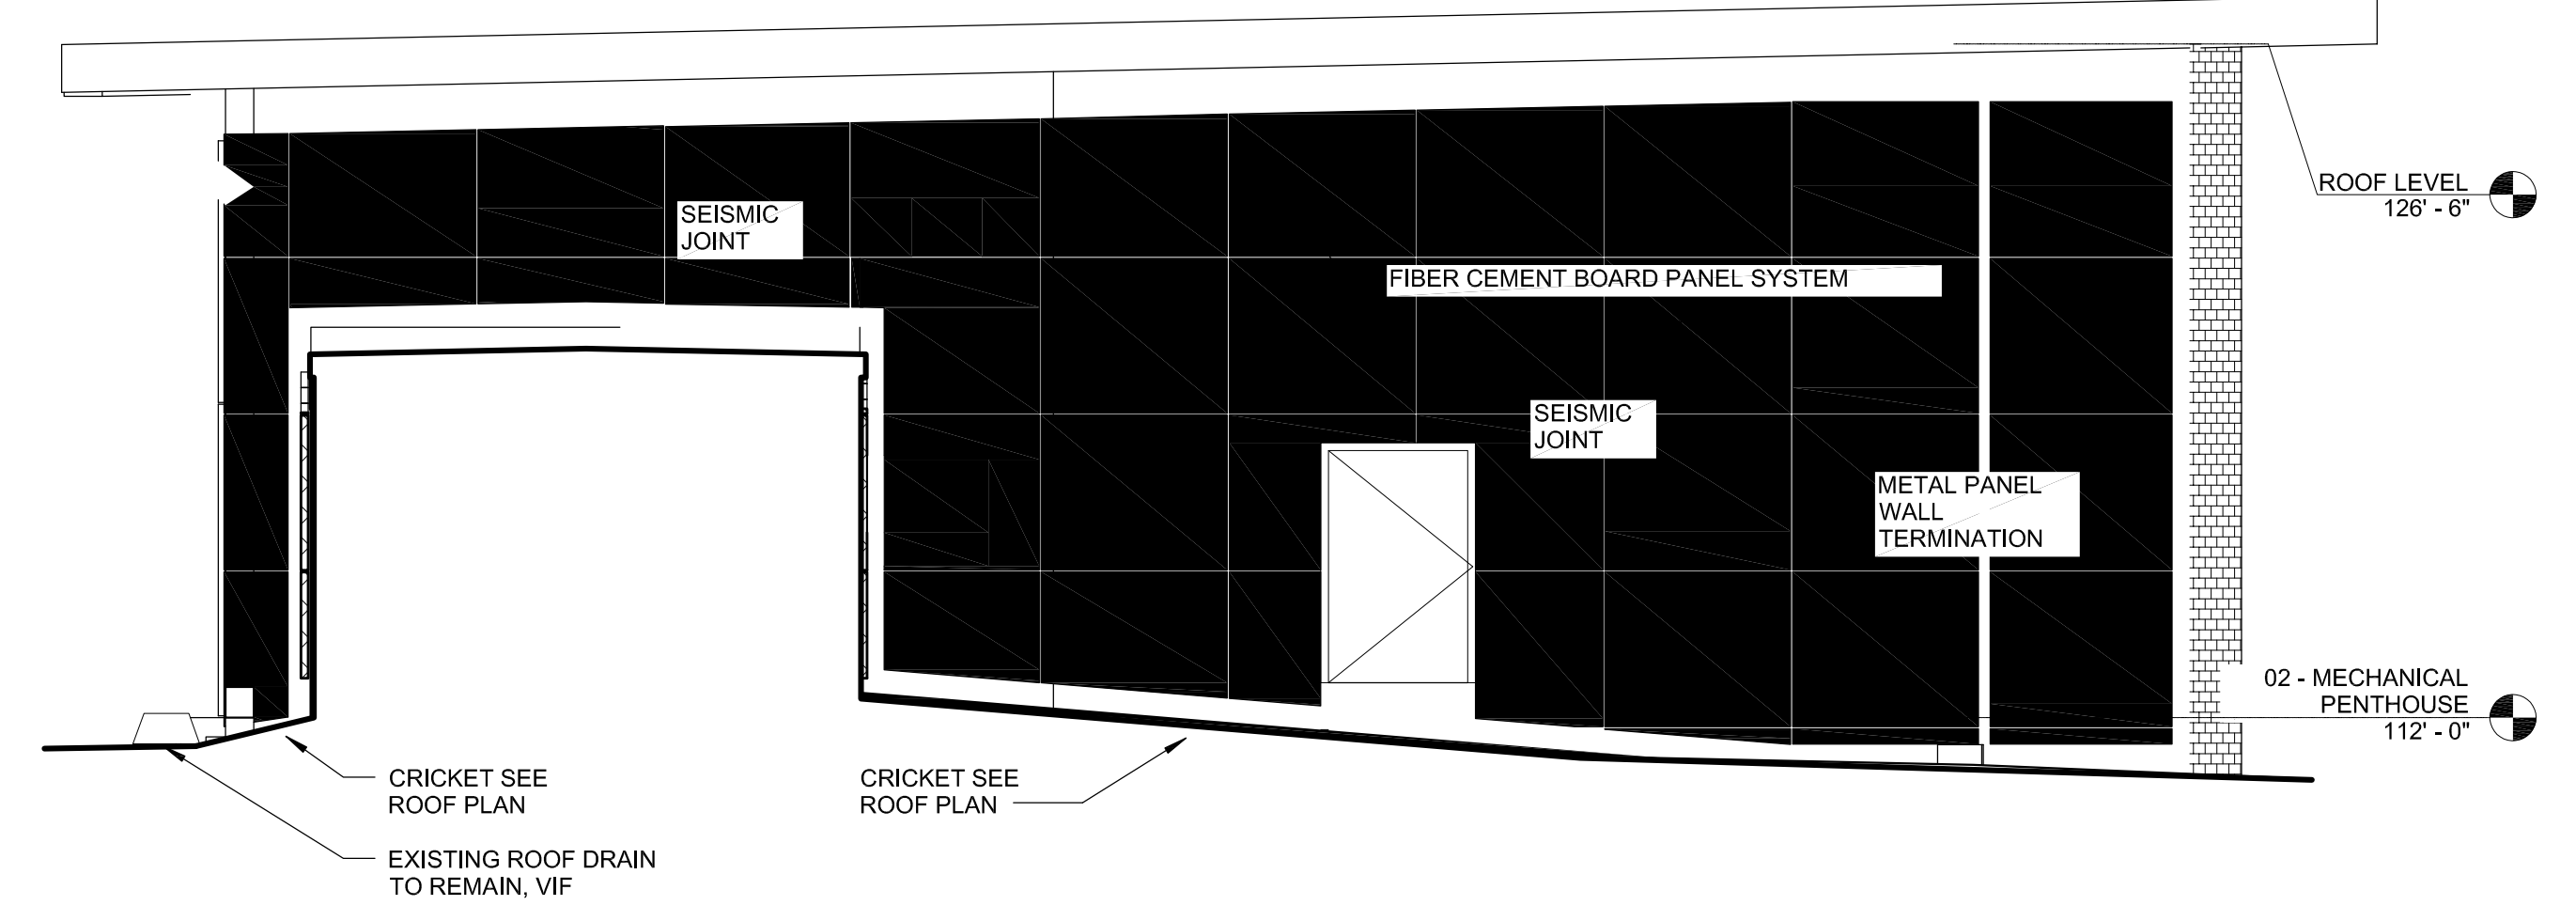 SEISMIC
JOINT
ROOF LEVEL
126' - 6"
FIBER CEMENT BOARD PANEL SYSTEM
SEISMIC
JOINT
METAL PANEL
WALL
TERMINATION
02 - MECHANICAL
PENTHOUSE
112' - 0"
CRICKET SEE
ROOF PLAN
CRICKET SEE
ROOF PLAN
EXISTING ROOF DRAIN
TO REMAIN, VIF